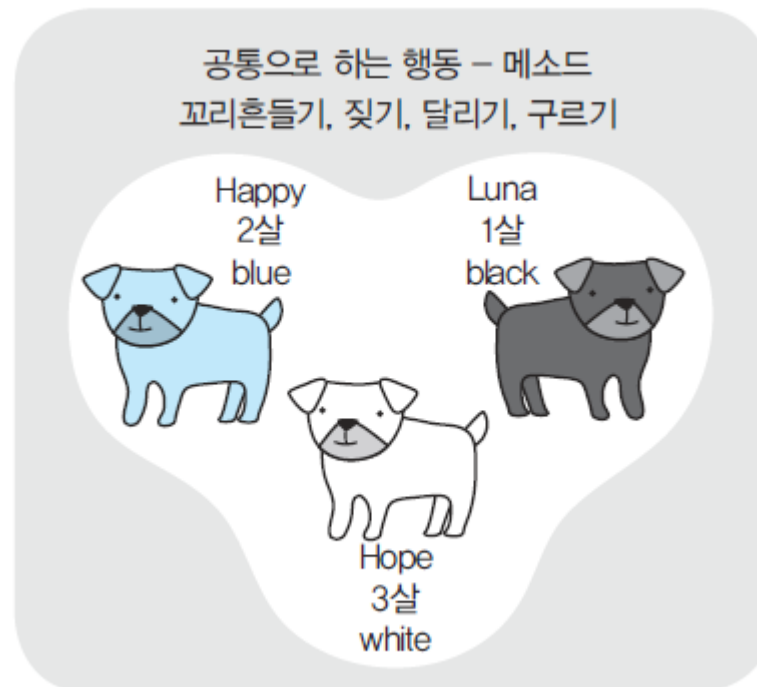 공통으로 하는 행동 – 메소드
꼬리흔들기, 짖기, 달리기, 구르기
Happy
2살
blue
Luna
1살
black
Hope
3살
white